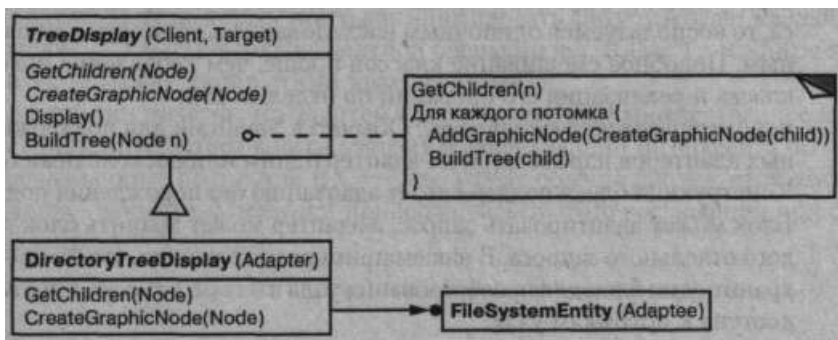 TreeDisplay (Client, Target)
GetChildren(Node)
CreateGraphicNode(Node)
Display()
BuildTree(Node n)
GetChildren(n)
Для каждого потомка {
AddGraphicNode(CreateGraphicNode(child))
BuildTree(child)
}
DirectoryTreeDisplay (Adapter)
GetChildren(Node)
CreateGraphicNode(Node)
FileSystemEntity (Adaptee)